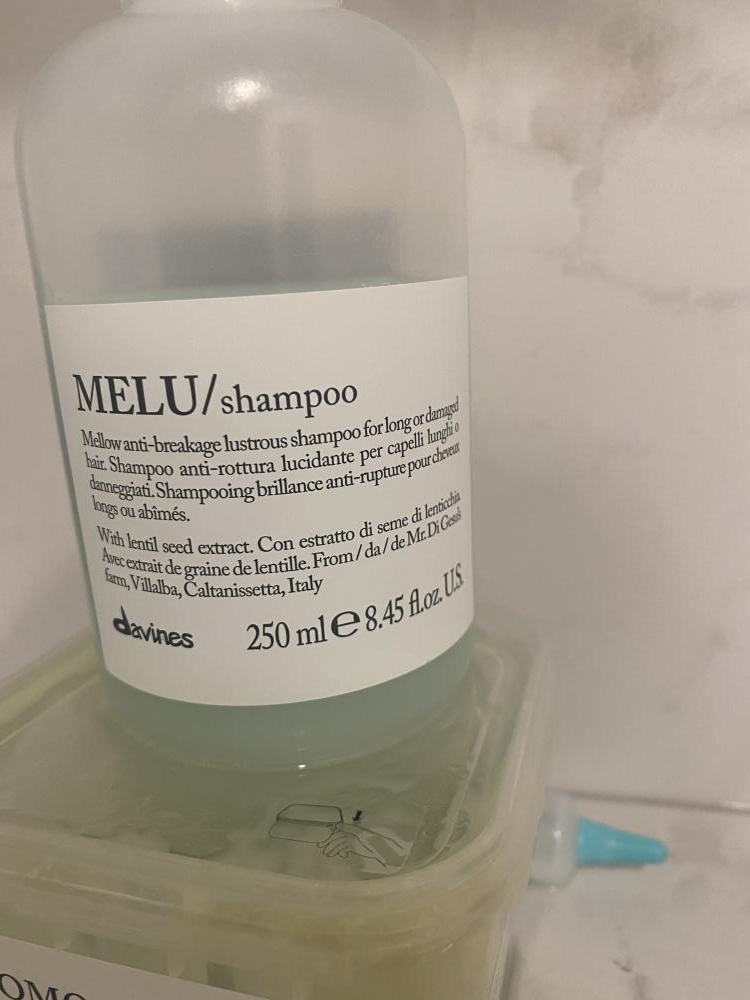 MELU/shampoo
Mellow anti-breakage lustrous shampoo for long or damaged
hair. Shampoo anti-rottura lucidante per capelli lunghi o
danneggiati. Shampooing brillance anti-rupture pour cheveux
longs ou abîmés.
With lentil seed extract. Con estratto di seme di lenticchia
Avec extrait de graine de lentille. From / da / de Mr. Di Gesù's
farm, Villalba, Caltanissetta, Italy
davines 250 ml e 8.45 fl.oz. U.S.